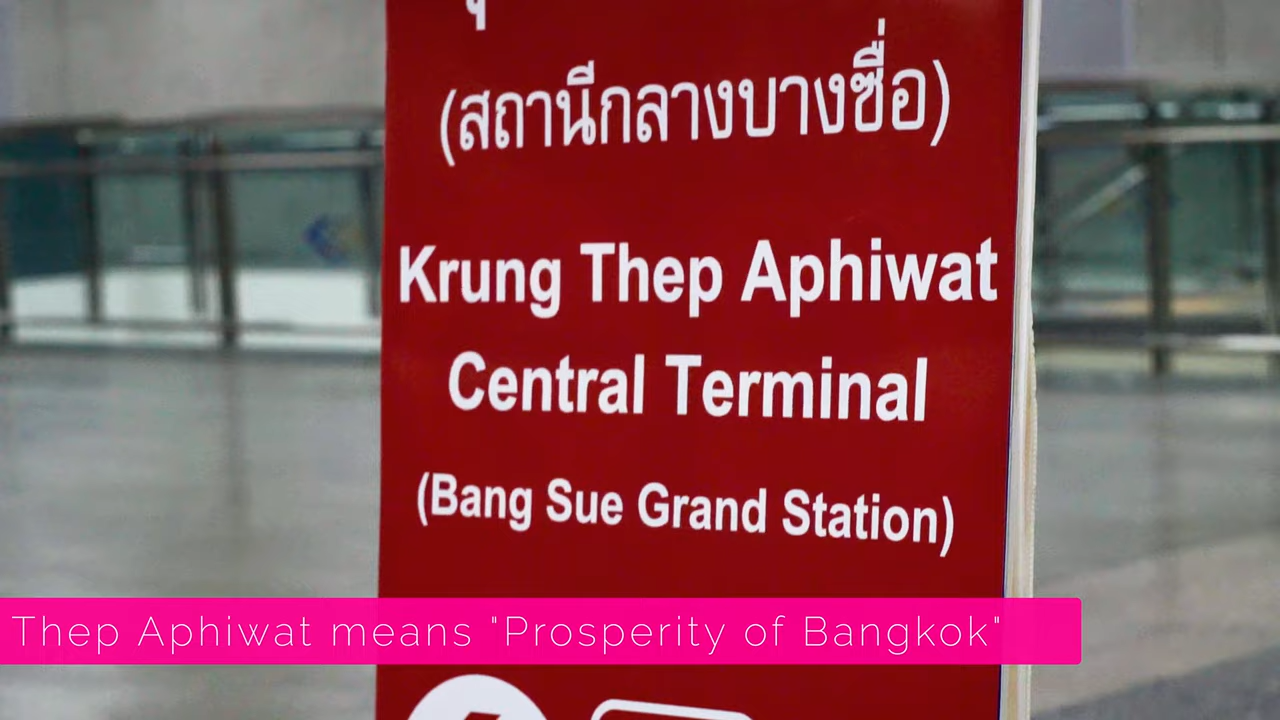 (สถานีกลางบางซื่อ)
Krung Thep Aphiwat
Central Terminal
(Bang Sue Grand Station)
Thep Aphiwat means "Prosperity of Bangkok"